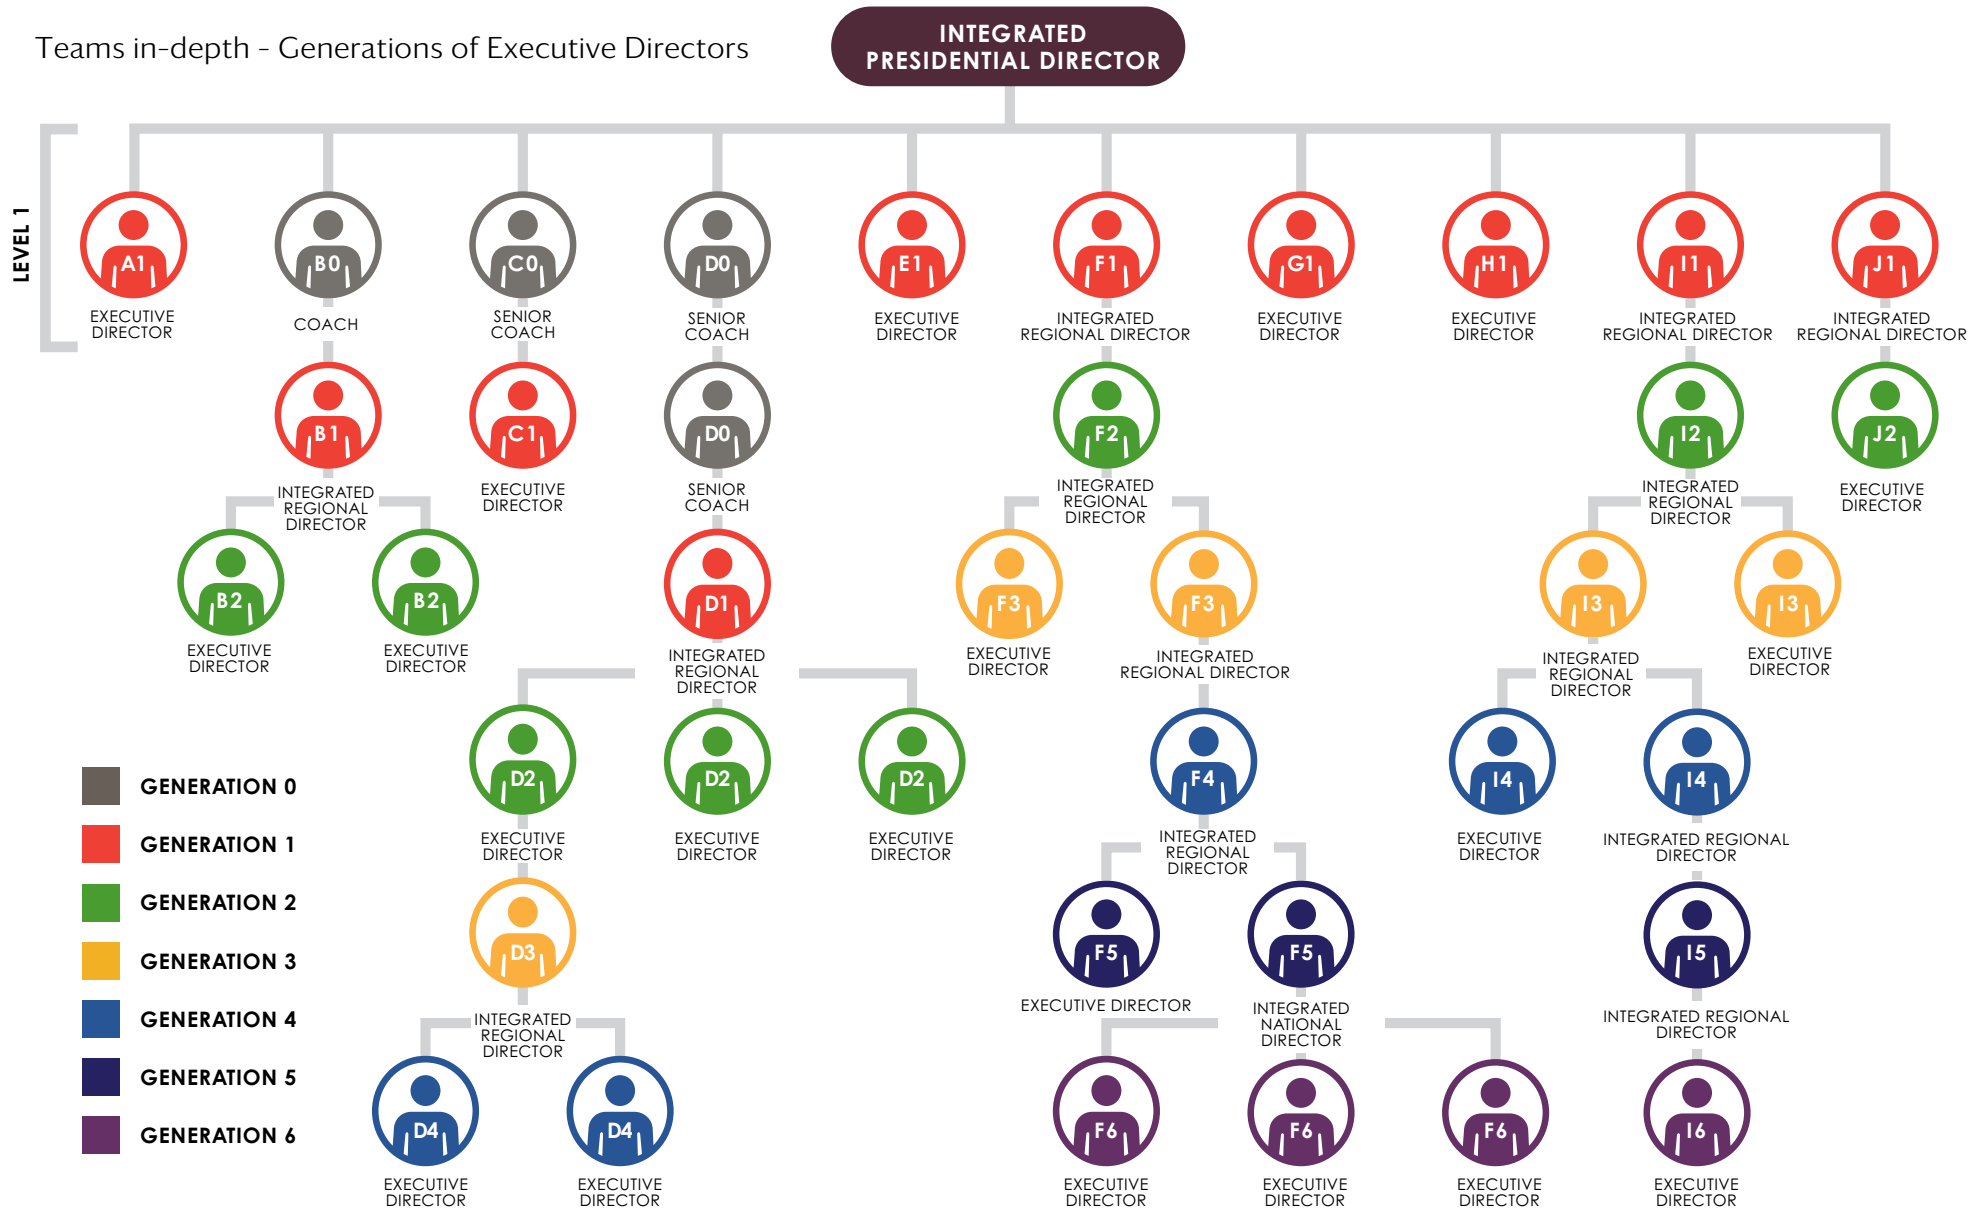 Teams in-depth - Generations of Executive Directors
INTEGRATED
PRESIDENTIAL DIRECTOR
LEVEL 1
A1
EXECUTIVE
DIRECTOR
B0
COACH
C0
SENIOR
COACH
D0
SENIOR
COACH
E1
EXECUTIVE
DIRECTOR
F1
INTEGRATED
REGIONAL DIRECTOR
G1
EXECUTIVE
DIRECTOR
H1
EXECUTIVE
DIRECTOR
I1
INTEGRATED
REGIONAL DIRECTOR
J1
INTEGRATED
REGIONAL DIRECTOR
B1
INTEGRATED
REGIONAL
DIRECTOR
C1
EXECUTIVE
DIRECTOR
D0
SENIOR
COACH
F2
INTEGRATED
REGIONAL
DIRECTOR
I2
INTEGRATED
REGIONAL
DIRECTOR
J2
EXECUTIVE
DIRECTOR
B2
EXECUTIVE
DIRECTOR
B2
EXECUTIVE
DIRECTOR
D1
INTEGRATED
REGIONAL
DIRECTOR
F3
EXECUTIVE
DIRECTOR
F3
INTEGRATED
REGIONAL DIRECTOR
I3
INTEGRATED
REGIONAL
DIRECTOR
I3
EXECUTIVE
DIRECTOR
D2
EXECUTIVE
DIRECTOR
D2
EXECUTIVE
DIRECTOR
D2
EXECUTIVE
DIRECTOR
F4
INTEGRATED
REGIONAL
DIRECTOR
I4
EXECUTIVE
DIRECTOR
I4
INTEGRATED REGIONAL
DIRECTOR
D3
INTEGRATED
REGIONAL
DIRECTOR
F5
EXECUTIVE DIRECTOR
F5
INTEGRATED
NATIONAL
DIRECTOR
I5
INTEGRATED REGIONAL
DIRECTOR
D4
EXECUTIVE
DIRECTOR
D4
EXECUTIVE
DIRECTOR
F6
EXECUTIVE
DIRECTOR
F6
EXECUTIVE
DIRECTOR
F6
EXECUTIVE
DIRECTOR
I6
EXECUTIVE
DIRECTOR
GENERATION 0
GENERATION 1
GENERATION 2
GENERATION 3
GENERATION 4
GENERATION 5
GENERATION 6